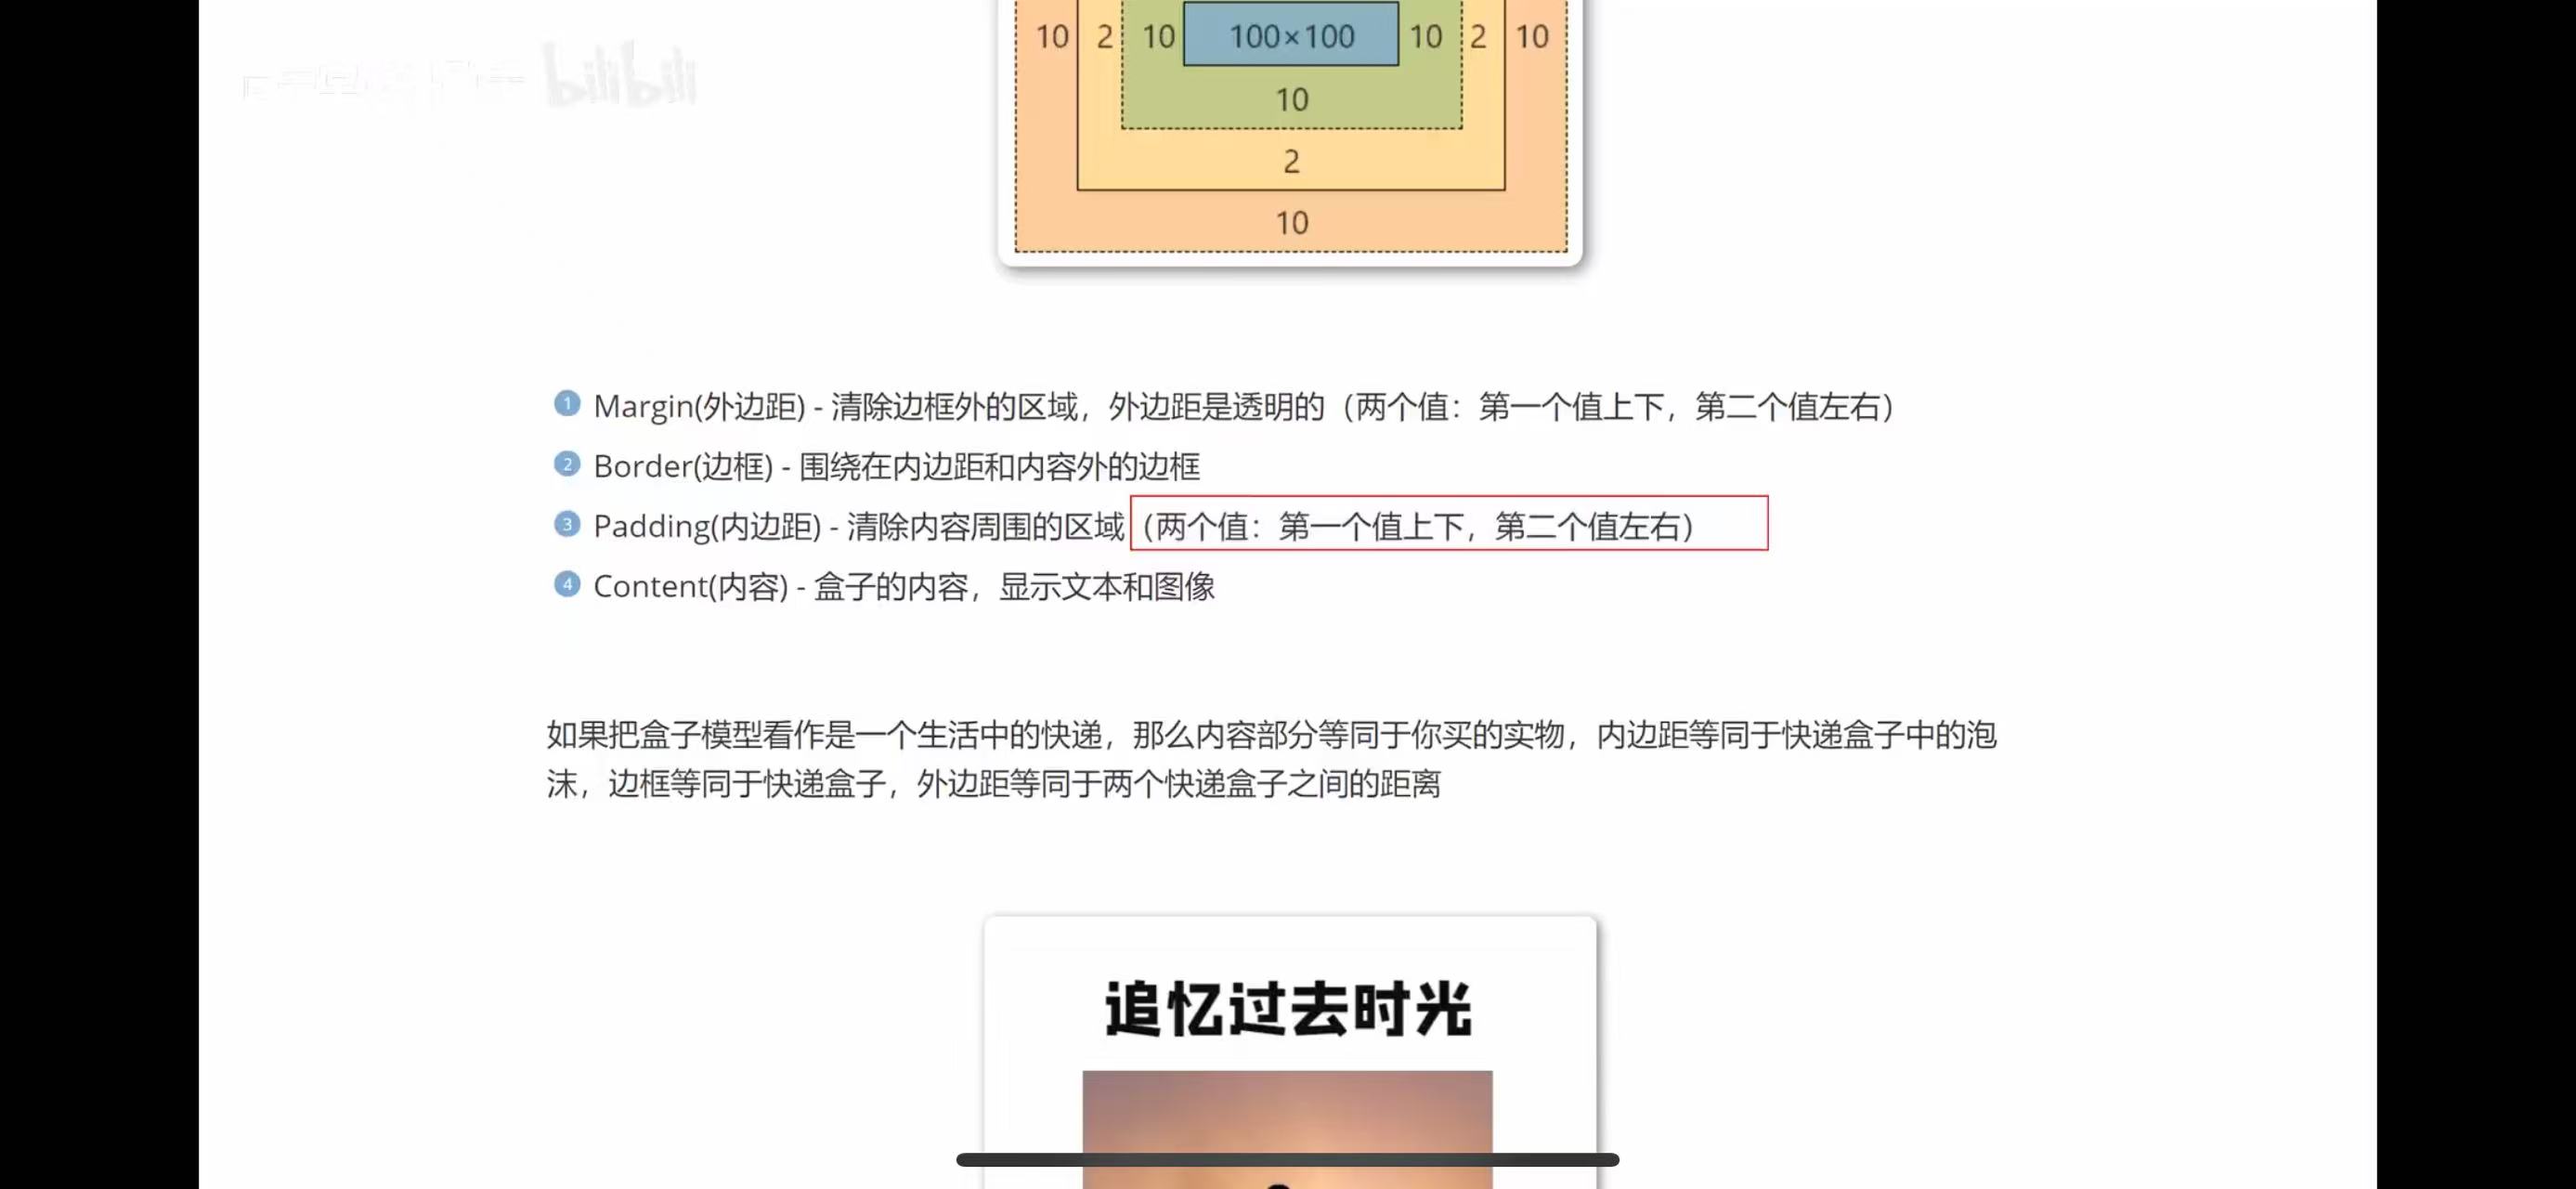 bilibili
10 2 10 100×100 10 2 10
10
2
10
1 Margin(外边距) - 清除边框外的区域，外边距是透明的（两个值：第一个值上下，第二个值左右）
2 Border(边框) - 围绕在内边距和内容外的边框
3 Padding(内边距) - 清除内容周围的区域（两个值：第一个值上下，第二个值左右）
4 Content(内容) - 盒子的内容，显示文本和图像
如果把盒子模型看作是一个生活中的快递，那么内容部分等同于你买的实物，内边距等同于快递盒子中的泡
沫，边框等同于快递盒子，外边距等同于两个快递盒子之间的距离
追忆过去时光